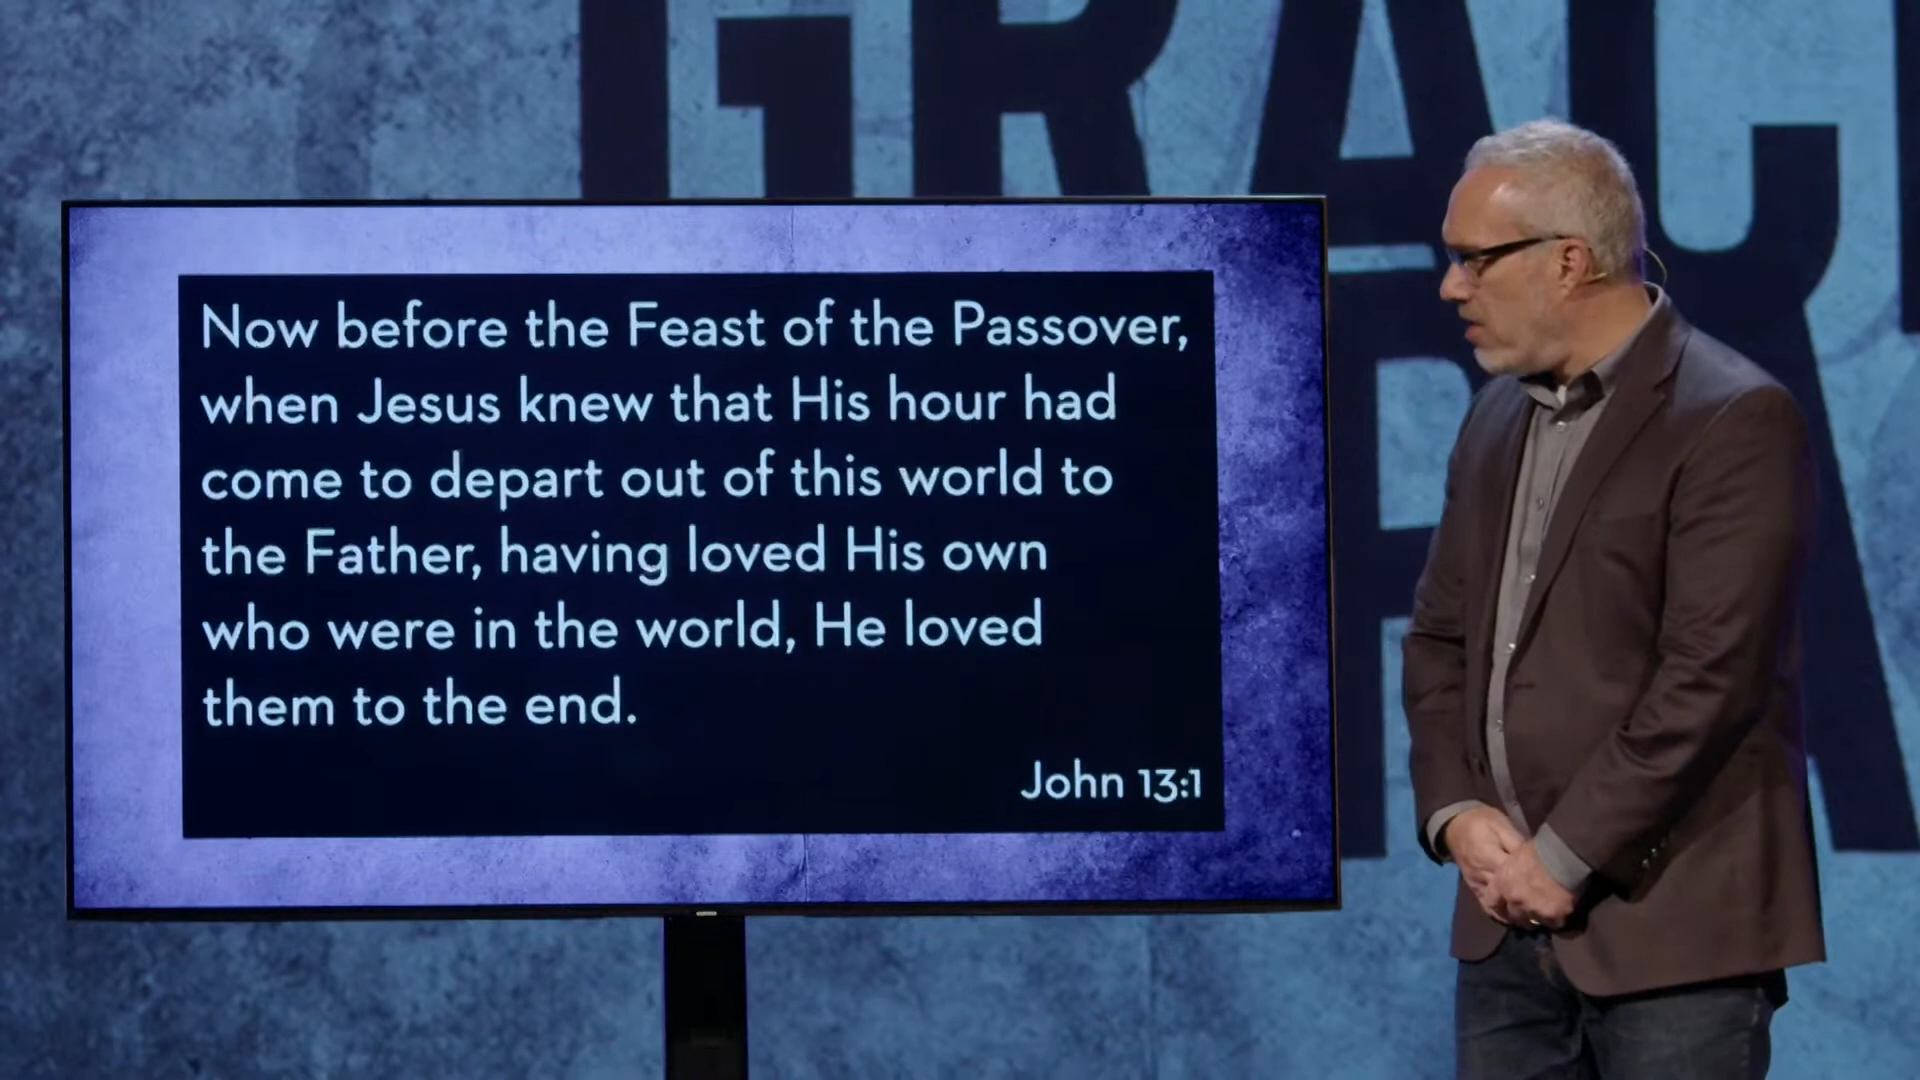 GRAC
Now before the Feast of the Passover,
when Jesus knew that His hour had
come to depart out of this world to
the Father, having loved His own
who were in the world, He loved
them to the end.
John 13:1